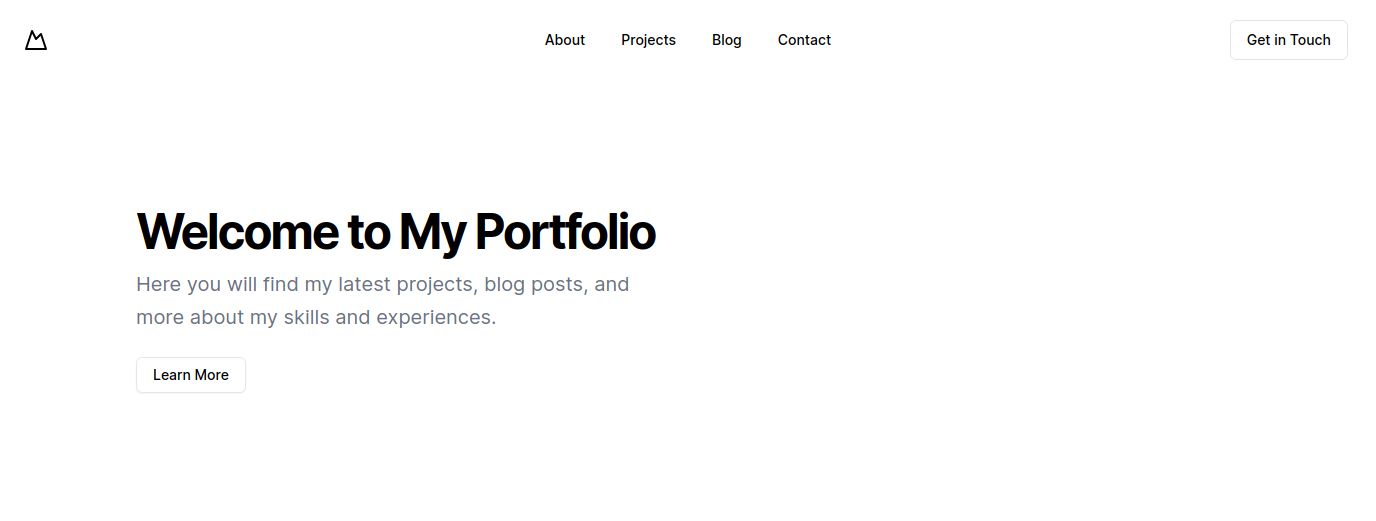 About
Projects
Blog
Contact
Get in Touch
Welcome to My Portfolio
Here you will find my latest projects, blog posts, and
more about my skills and experiences.
Learn More